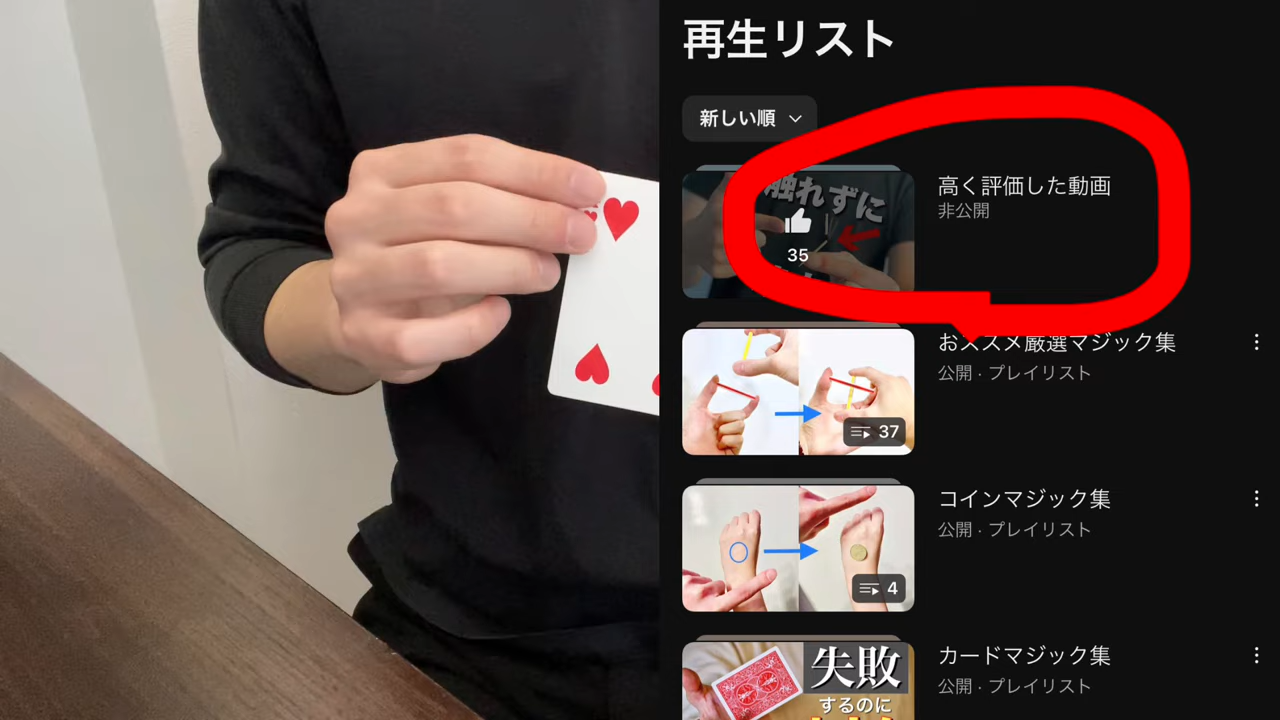 再生リスト
新しい順
触れずに
35
高く評価した動画
非公開
おススメ厳選マジック集
公開・プレイリスト
37
コインマジック集
公開・プレイリスト
4
カードマジック集
公開・プレイリスト
失敗
するのに